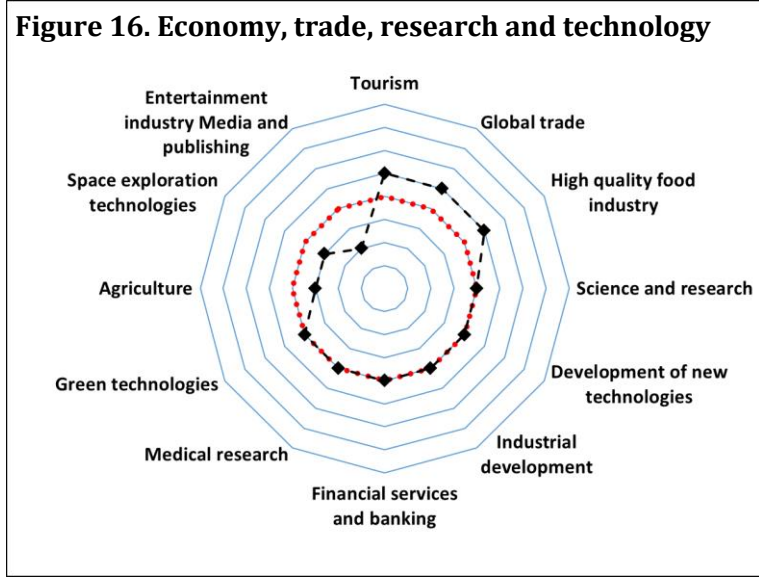 Figure 16. Economy, trade, research and technology
Tourism
Global trade
High quality food
industry
Science and research
Development of new
technologies
Industrial
development
Financial services
and banking
Medical research
Green technologies
Agriculture
Space exploration
technologies
Entertainment
industry Media and
publishing